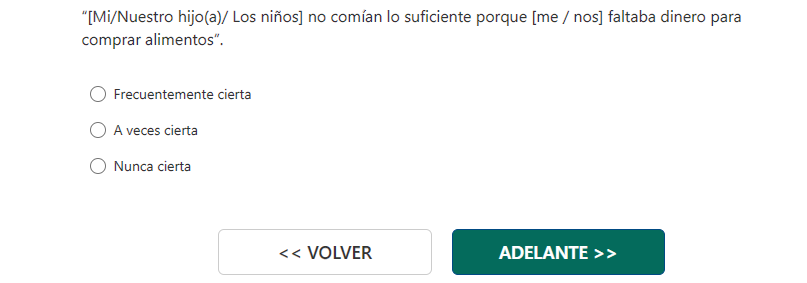 “[Mi/Nuestro hijo(a)/ Los niños] no comían lo suficiente porque [me / nos] faltaba dinero para
comprar alimentos”.
Frecuentemente cierta
A veces cierta
Nunca cierta
<< VOLVER
ADELANTE >>